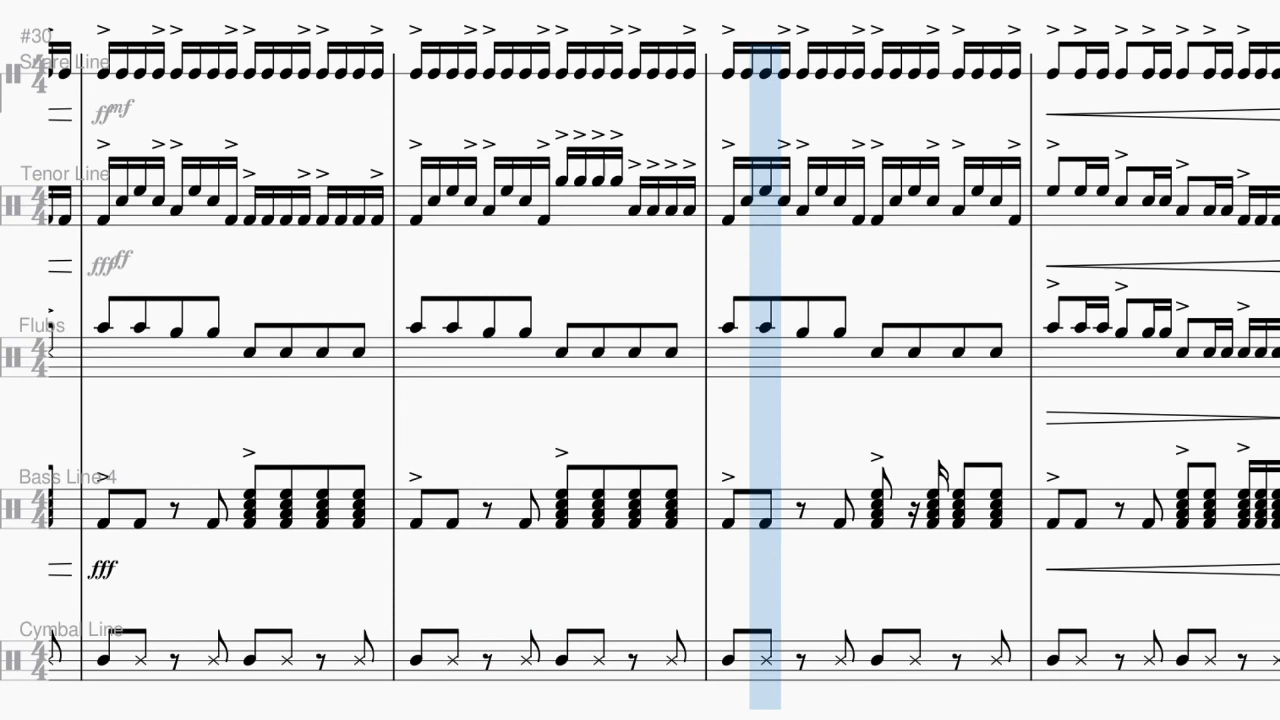 #30
Snare Line
ff mf
Tenor Line
fff ff
Flubs
Bass Line 4
fff
Cymbal Line